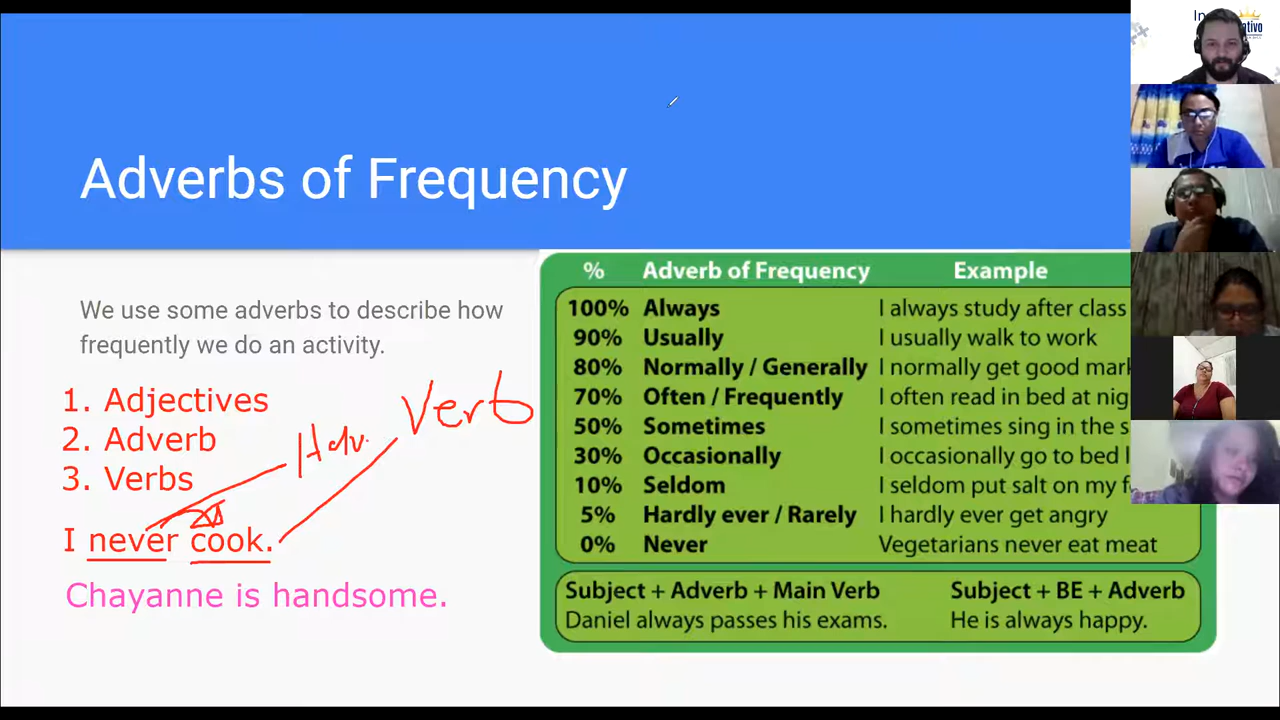 Adverbs of Frequency
We use some adverbs to describe how
frequently we do an activity.
1. Adjectives
2. Adverb
3. Verbs
Adv.
Verb
I never cook.
Chayanne is handsome.
% Adverb of Frequency Example
100% Always I always study after class
90% Usually I usually walk to work
80% Normally / Generally I normally get good mark
70% Often / Frequently I often read in bed at nig
50% Sometimes I sometimes sing in the s
30% Occasionally I occasionally go to bed l
10% Seldom I seldom put salt on my f
5% Hardly ever / Rarely I hardly ever get angry
0% Never Vegetarians never eat meat
Subject + Adverb + Main Verb Subject + BE + Adverb
Daniel always passes his exams. He is always happy.